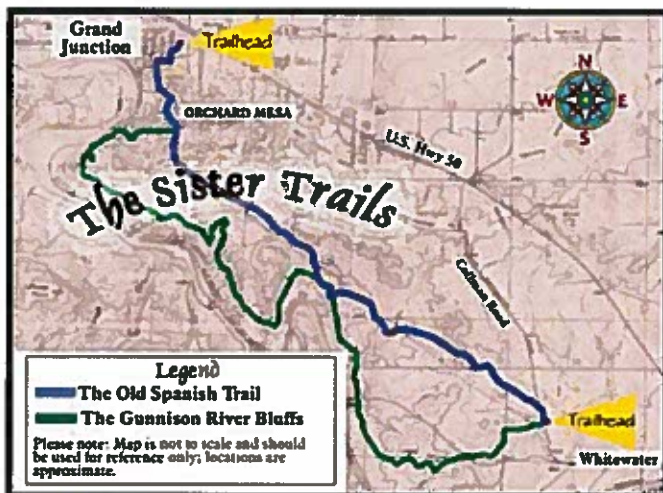 Grand
Junction
Trailhead
ORCHARD MESA
N
W E
S
U.S. Hwy 50
The Sister Trails
Coffman Road
Legend
The Old Spanish Trail
The Gunnison River Bluffs
Please note: Map is not to scale and should
be used for reference only; locations are
approximate.
Trailhead
Whitewater